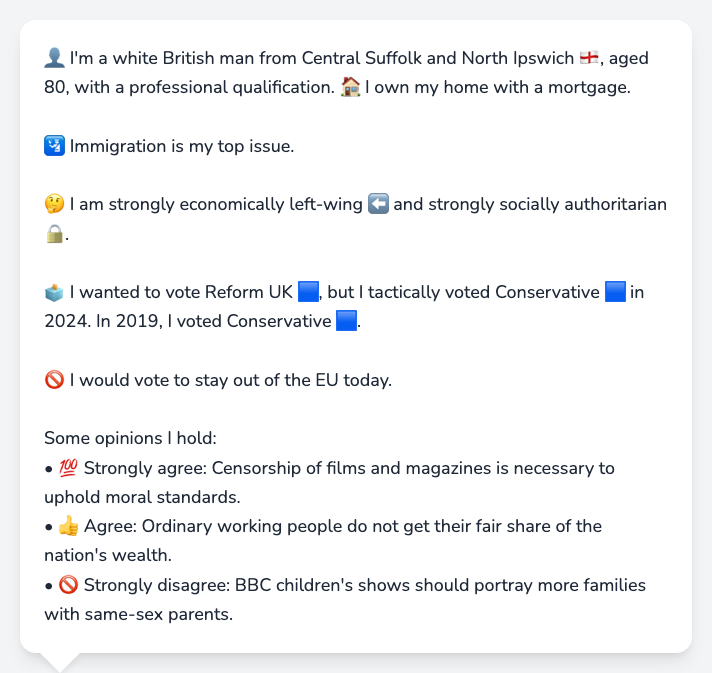 👤 I'm a white British man from Central Suffolk and North Ipswich 🏴󠁧󠁢󠁥󠁮󠁧󠁿, aged
80, with a professional qualification. 🏠 I own my home with a mortgage.
🛂 Immigration is my top issue.
🤔 I am strongly economically left-wing ⬅️ and strongly socially authoritarian
🔒.
🗳️ I wanted to vote Reform UK 🟦, but I tactically voted Conservative 🟦 in
2024. In 2019, I voted Conservative 🟦.
🚫 I would vote to stay out of the EU today.
Some opinions I hold:
• 💯 Strongly agree: Censorship of films and magazines is necessary to
uphold moral standards.
• 👍 Agree: Ordinary working people do not get their fair share of the
nation's wealth.
• 🚫 Strongly disagree: BBC children's shows should portray more families
with same-sex parents.